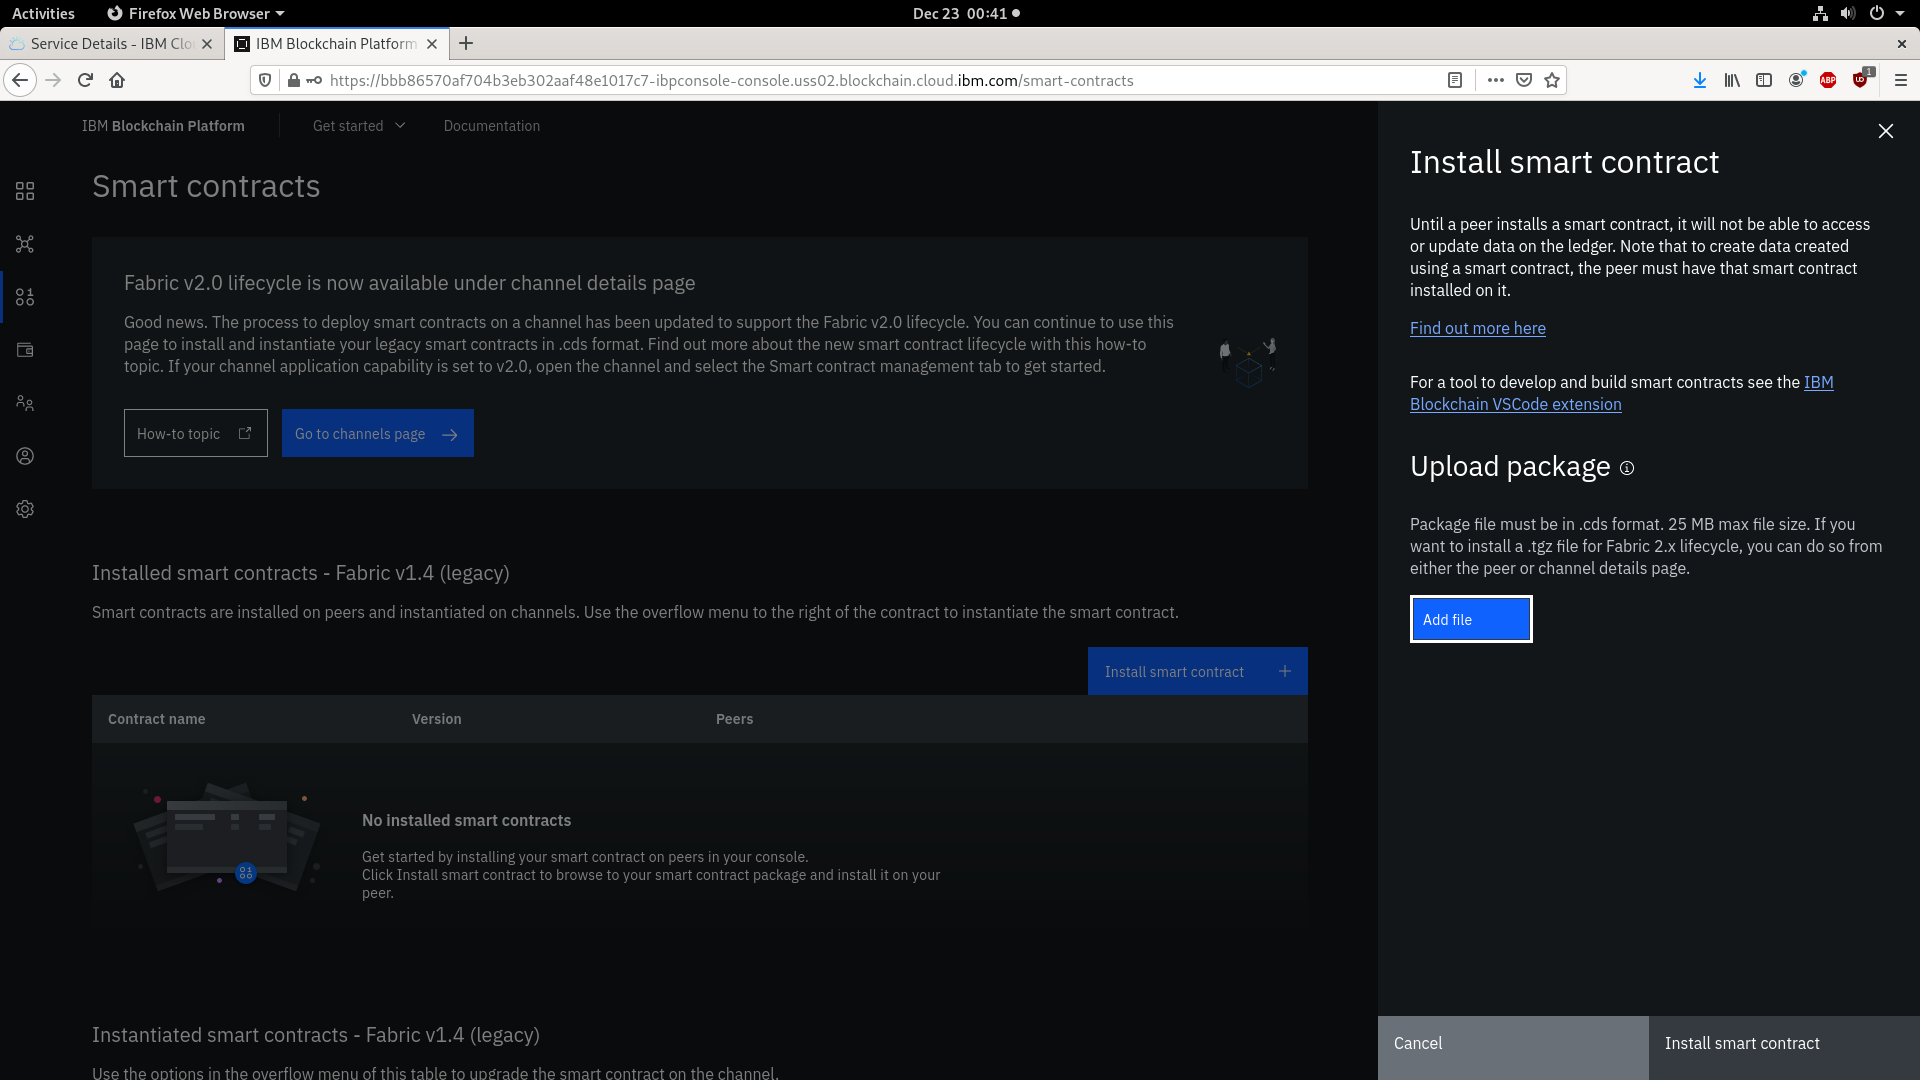 Activities
Firefox Web Browser
Dec 23 00:41
Service Details - IBM Clo
IBM Blockchain Platform
https://bbb86570af704b3eb302aaf48e1017c7-ibpconsole-console.uss02.blockchain.cloud.ibm.com/smart-contracts
ABP
1
IBM Blockchain Platform
Get started
Documentation
Smart contracts
Fabric v2.0 lifecycle is now available under channel details page
Good news. The process to deploy smart contracts on a channel has been updated to support the Fabric v2.0 lifecycle. You can continue to use this
page to install and instantiate your legacy smart contracts in .cds format. Find out more about the new smart contract lifecycle with this how-to
topic. If your channel application capability is set to v2.0, open the channel and select the Smart contract management tab to get started.
How-to topic
Go to channels page
Installed smart contracts - Fabric v1.4 (legacy)
Smart contracts are installed on peers and instantiated on channels. Use the overflow menu to the right of the contract to instantiate the smart contract.
Install smart contract
Contract name
Version
Peers
No installed smart contracts
Get started by installing your smart contract on peers in your console.
Click Install smart contract to browse to your smart contract package and install it on your
peer.
Instantiated smart contracts - Fabric v1.4 (legacy)
Use the options in the overflow menu of this table to upgrade the smart contract on the channel.
Install smart contract
Until a peer installs a smart contract, it will not be able to access
or update data on the ledger. Note that to create data created
using a smart contract, the peer must have that smart contract
installed on it.
Find out more here
For a tool to develop and build smart contracts see the IBM
Blockchain VSCode extension
Upload package
Package file must be in .cds format. 25 MB max file size. If you
want to install a .tgz file for Fabric 2.x lifecycle, you can do so from
either the peer or channel details page.
Add file
Cancel
Install smart contract